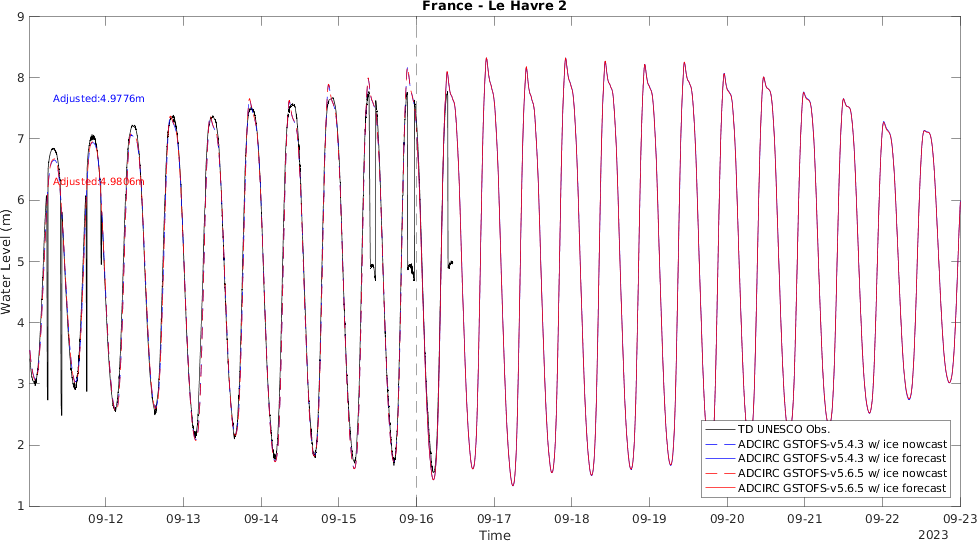 France - Le Havre 2
9
8
7
6
5
4
3
2
1
Water Level (m)
Adjusted:4.9776m
Adjusted:4.9806m
TD UNESCO Obs.
ADCIRC GSTOFS-v5.4.3 w/ ice nowcast
ADCIRC GSTOFS-v5.4.3 w/ ice forecast
ADCIRC GSTOFS-v5.6.5 w/ ice nowcast
ADCIRC GSTOFS-v5.6.5 w/ ice forecast
09-12 09-13 09-14 09-15 09-16 09-17 09-18 09-19 09-20 09-21 09-22 09-23
Time
2023